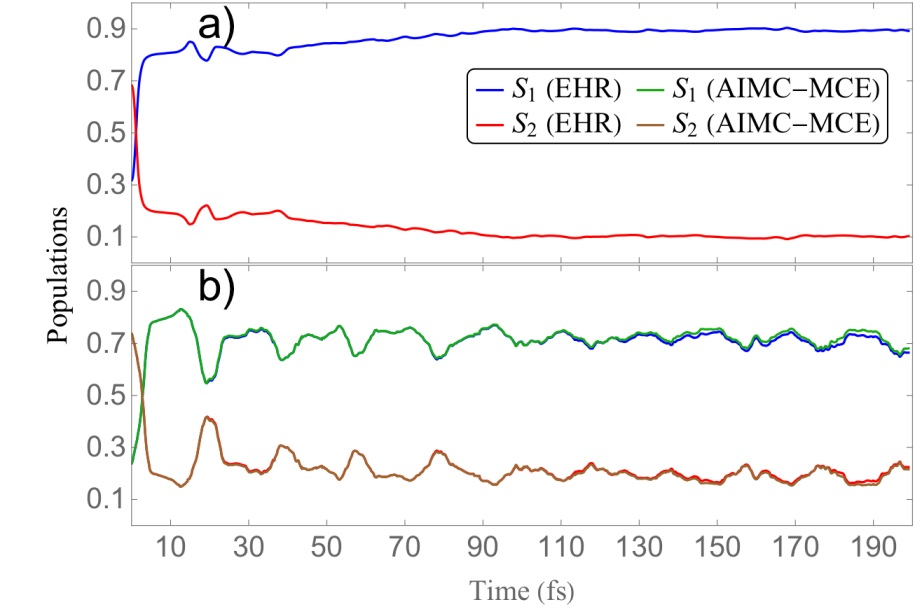 a)
0.9
0.7
0.5
0.3
0.1
S₁ (EHR) S₁ (AIMC−MCE)
S₂ (EHR) S₂ (AIMC−MCE)
Populations
b)
0.9
0.7
0.5
0.3
0.1
10 30 50 70 90 110 130 150 170 190
Time (fs)